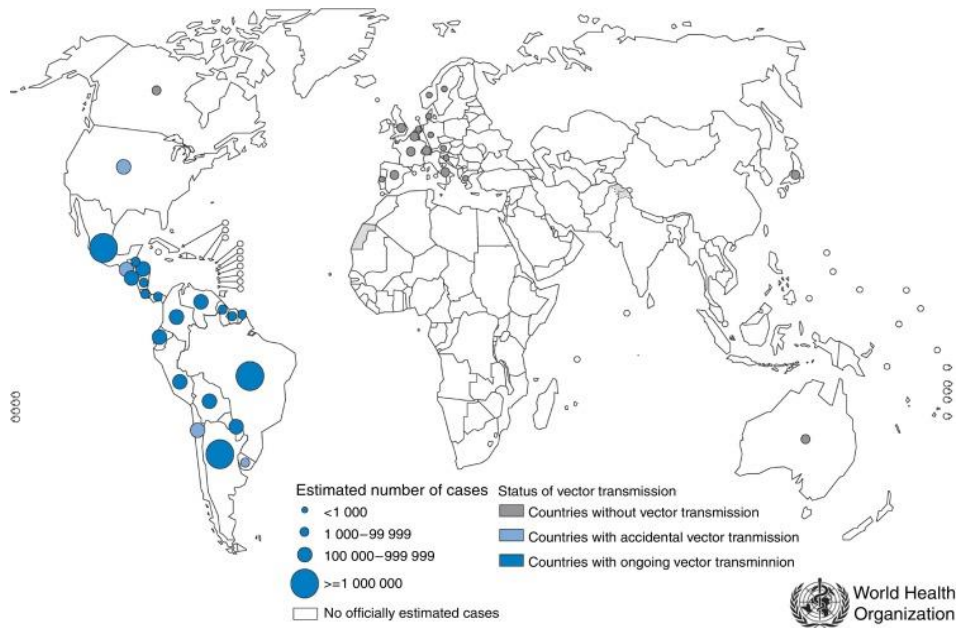 Estimated number of cases
<1 000
1 000–99 999
100 000–999 999
>=1 000 000
No officially estimated cases
Status of vector transmission
Countries without vector transmission
Countries with accidental vector tranmission
Countries with ongoing vector transminnion
World Health
Organization